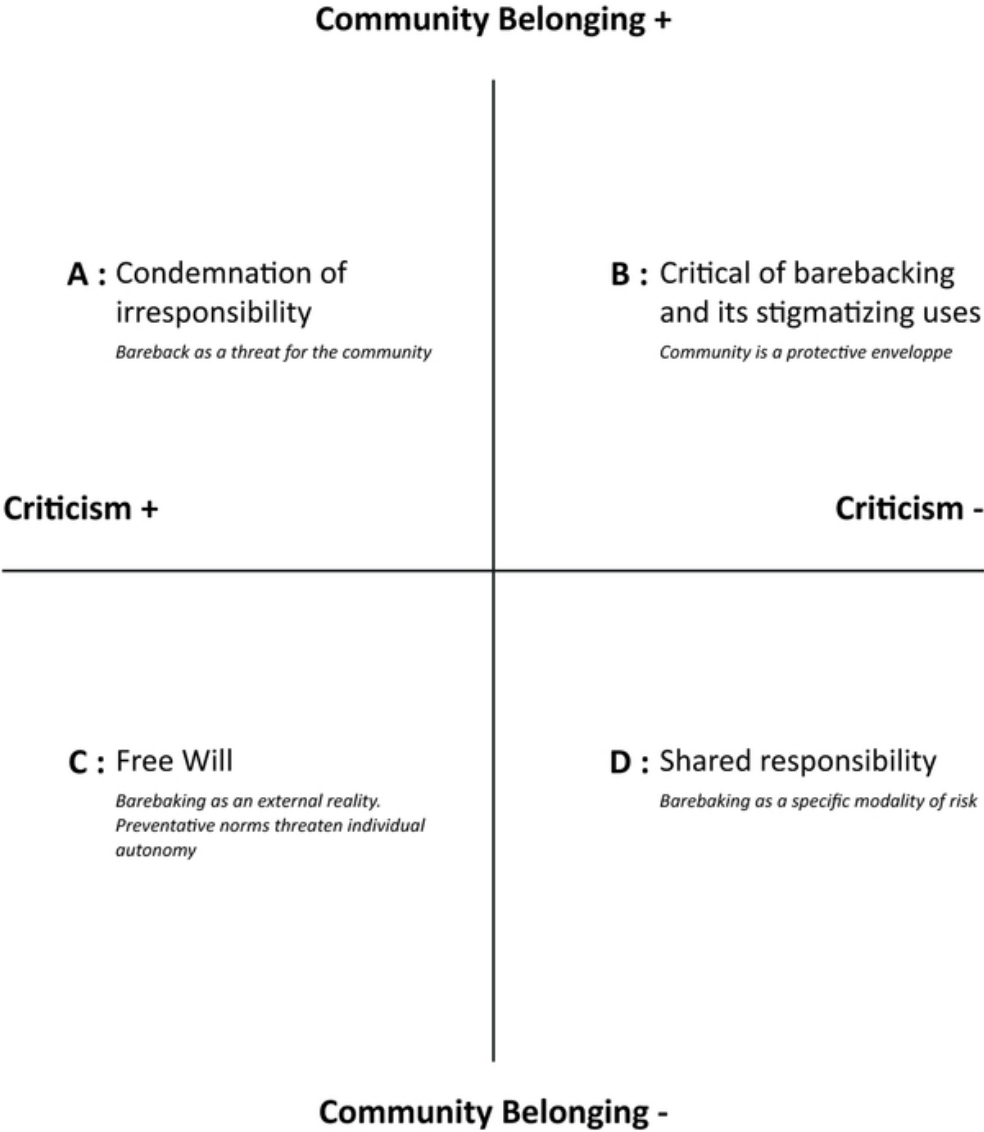 Community Belonging +
A : Condemnation of
irresponsibility
Bareback as a threat for the community
B : Critical of barebacking
and its stigmatizing uses
Community is a protective enveloppe
Criticism +
Criticism -
C : Free Will
Barebaking as an external reality.
Preventative norms threaten individual
autonomy
D : Shared responsibility
Barebaking as a specific modality of risk
Community Belonging -